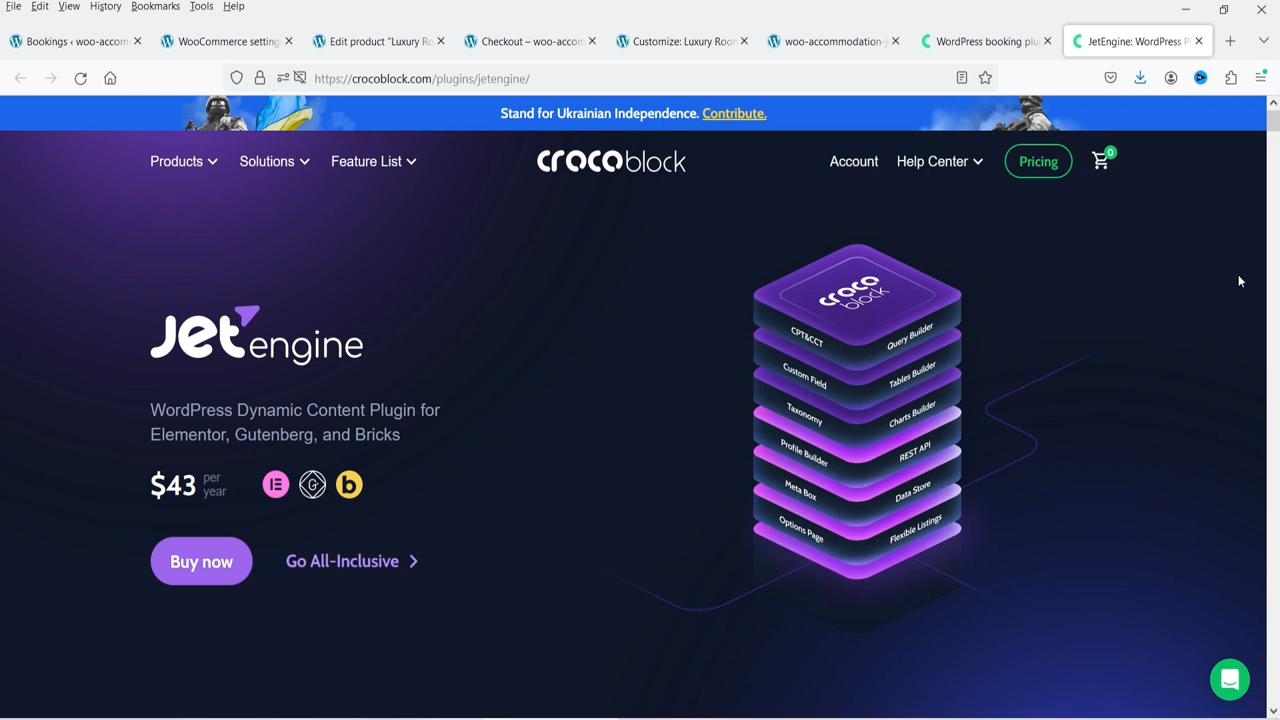 File Edit View History Bookmarks Tools Help
Bookings ‹ woo-accom
WooCommerce setting
Edit product "Luxury Ro
Checkout – woo-accom
Customize: Luxury Roon
woo-accommodation-
WordPress booking plu
JetEngine: WordPress P
https://crocoblock.com/plugins/jetengine/
Stand for Ukrainian Independence. Contribute.
Products Solutions Feature List
crocoblock
Account Help Center Pricing 0
Jetengine
WordPress Dynamic Content Plugin for
Elementor, Gutenberg, and Bricks
$43 per
year
Buy now Go All-Inclusive
croco
block
CPT&CCT Query Builder
Custom Field Tables Builder
Taxonomy Charts Builder
Profile Builder REST API
Meta Box Data Store
Options Page Flexible Listings